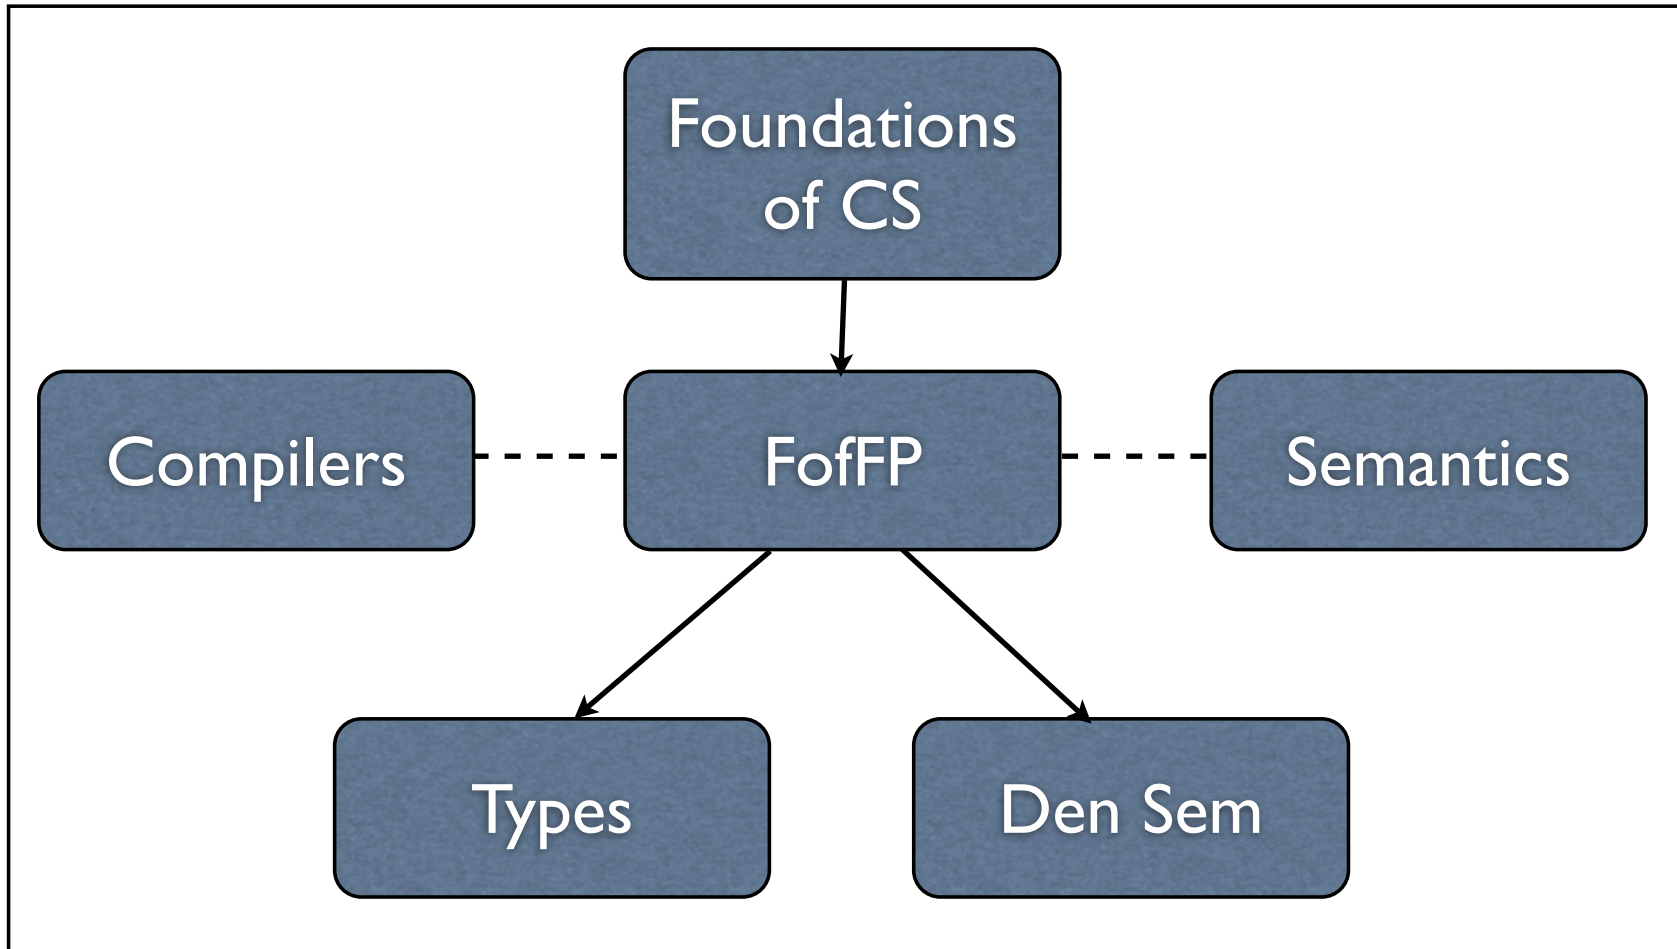 Foundations
of CS
Compilers
FofFP
Semantics
Types
Den Sem